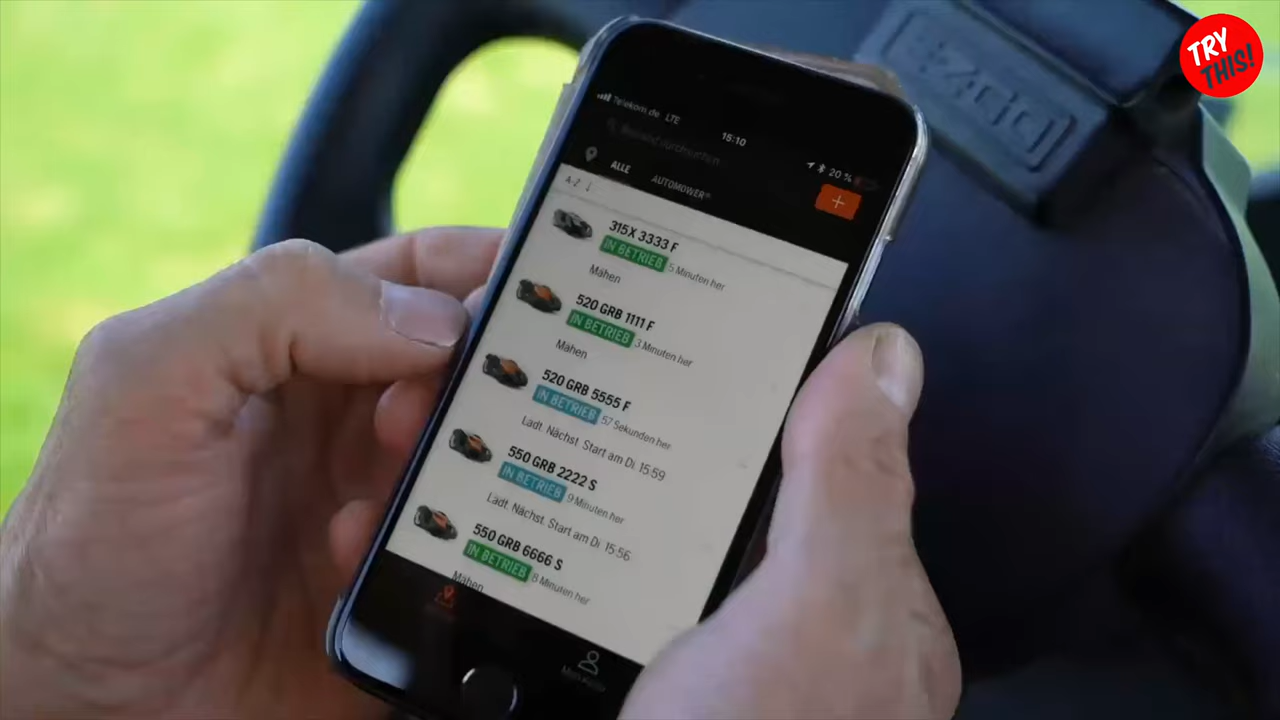 TRY
THIS!
Telekom.de LTE
15:10
20 %
ALLE
AUTOMOWER®
+
A-Z ↓
315X 3333 F
IN BETRIEB 5 Minuten her
Mähen
520 GRB 1111 F
IN BETRIEB 3 Minuten her
Mähen
520 GRB 5555 F
IN BETRIEB 57 Sekunden her
Lädt. Nächst. Start am Di. 15:59
550 GRB 2222 S
IN BETRIEB 9 Minuten her
Lädt. Nächst. Start am Di. 15:56
550 GRB 6666 S
IN BETRIEB 8 Minuten her
Mähen